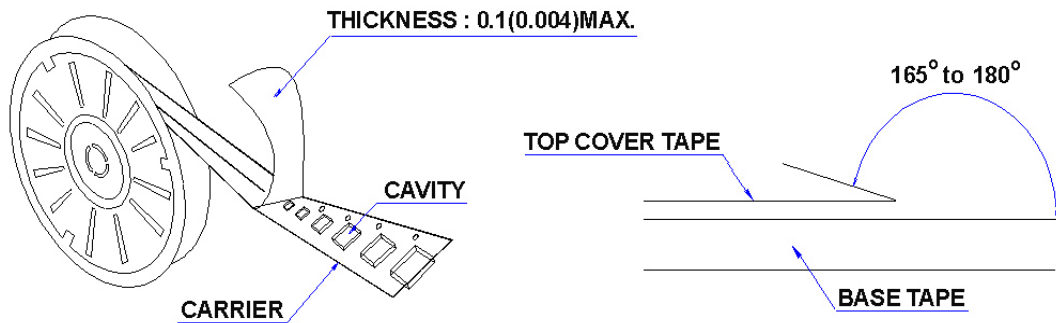 THICKNESS : 0.1(0.004)MAX.
CAVITY
CARRIER
165° to 180°
TOP COVER TAPE
BASE TAPE